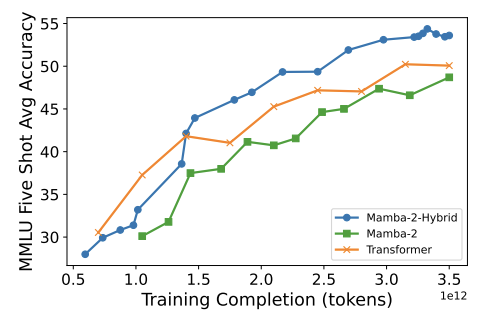 MMLU Five Shot Avg Accuracy
55
50
45
40
35
30
0.5 1.0 1.5 2.0 2.5 3.0 3.5
1e12
Training Completion (tokens)
Mamba-2-Hybrid
Mamba-2
Transformer